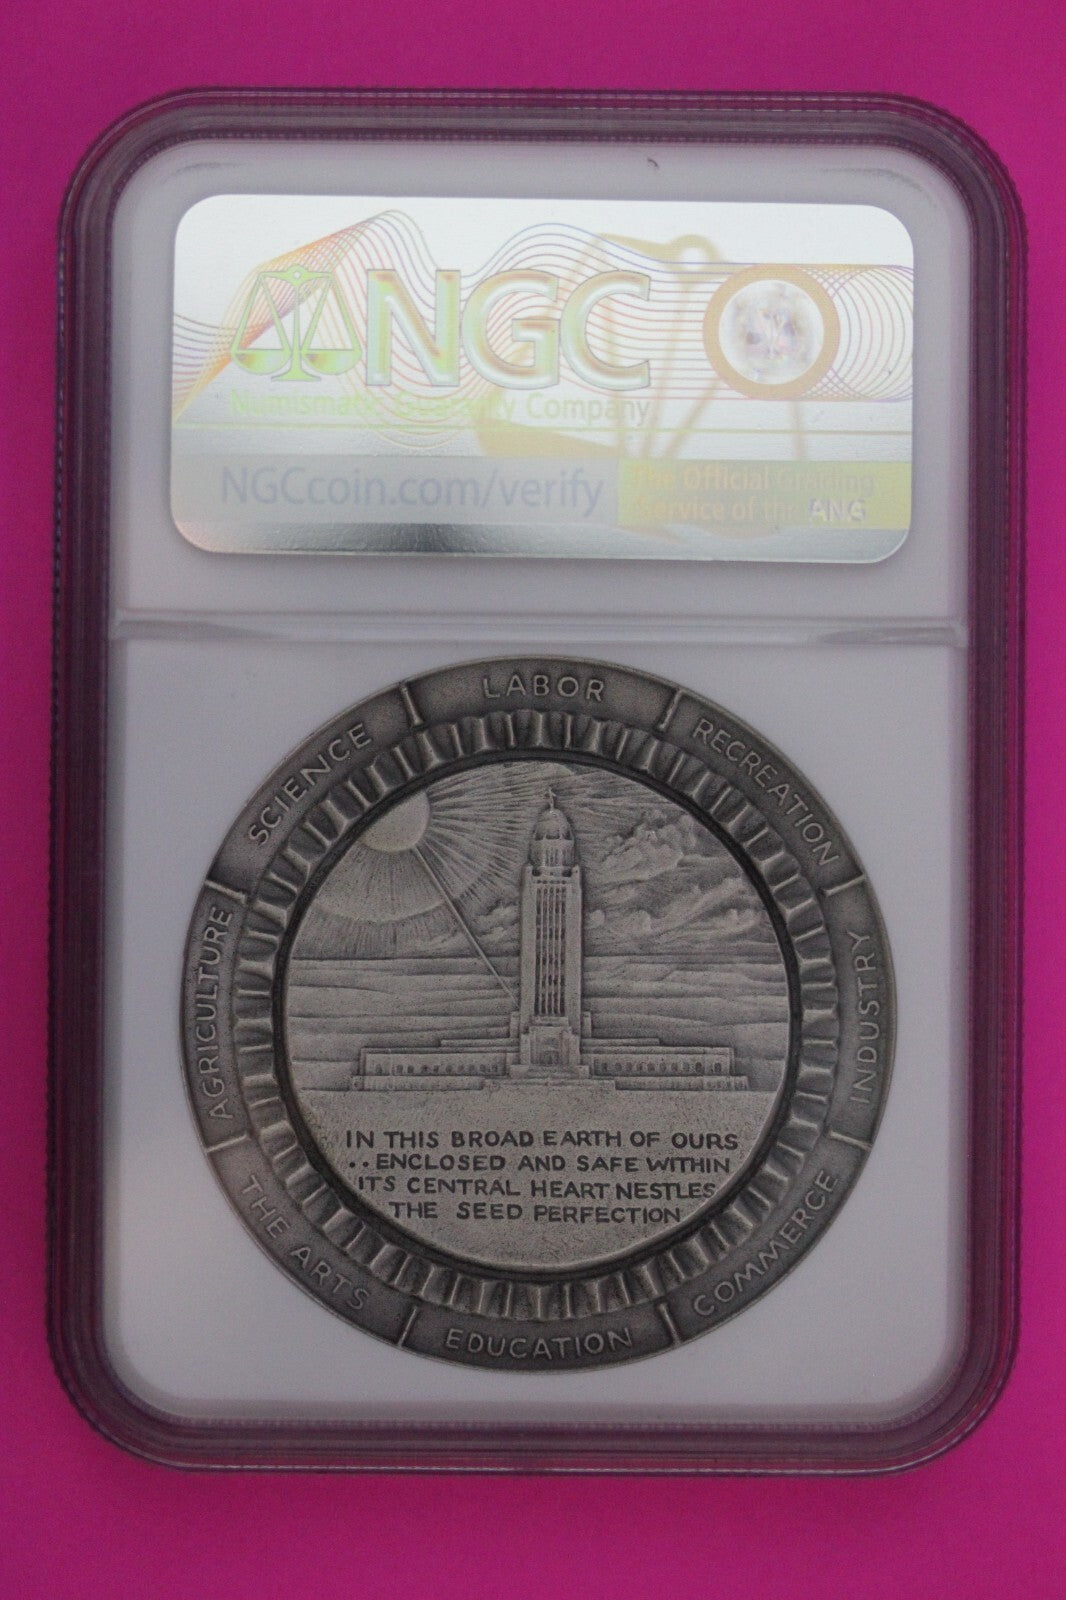 NGC
Numismatic Guaranty Company
NGCcoin.com/verify
The Official Grading
Service of the ANA
LABOR
RECREATION
INDUSTRY
COMMERCE
EDUCATION
THE ARTS
AGRICULTURE
SCIENCE
IN THIS BROAD EARTH OF OURS
..ENCLOSED AND SAFE WITHIN
ITS CENTRAL HEART NESTLES
THE SEED PERFECTION